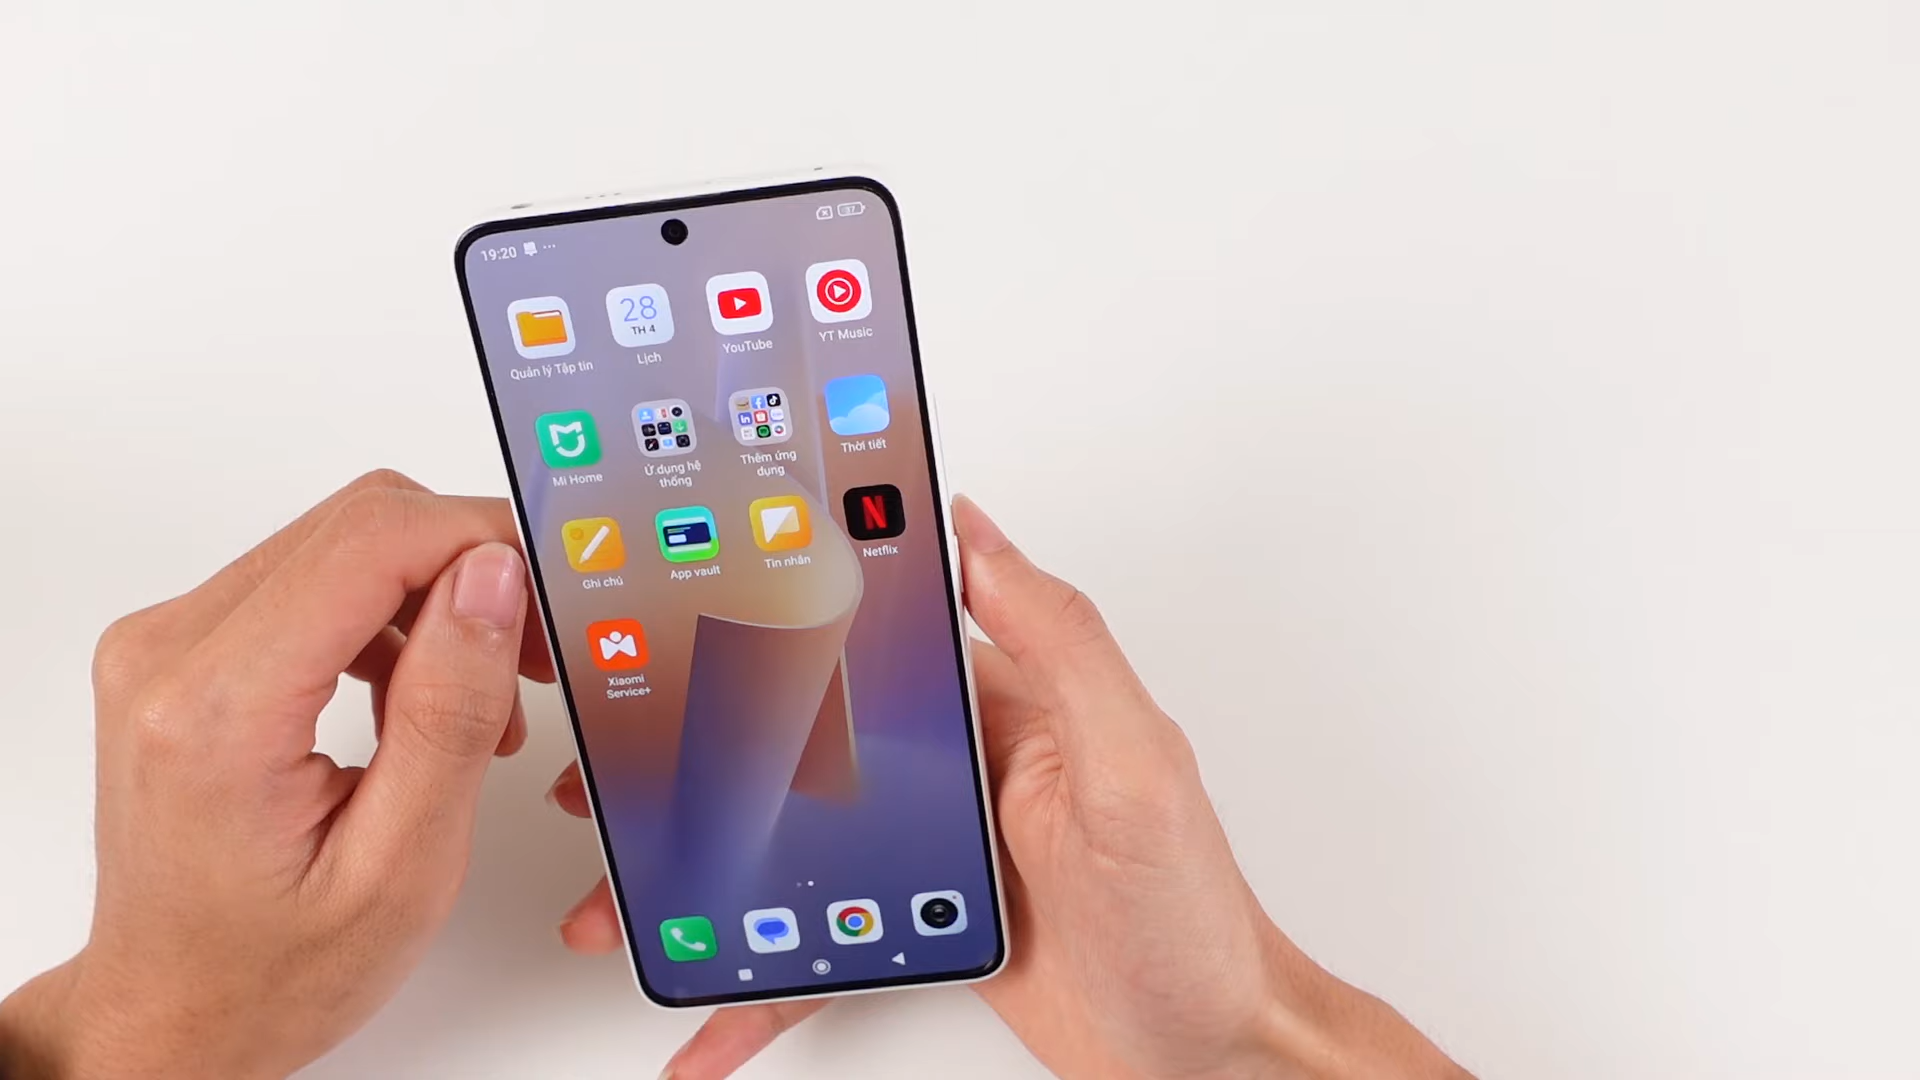 19:20
37
28
TH 4
Quản lý Tập tin
Lịch
YouTube
YT Music
Mi Home
Ứ.dụng hệ
thống
Thêm ứng
dụng
Thời tiết
Ghi chú
App vault
Tin nhắn
Netflix
Xiaomi
Service+